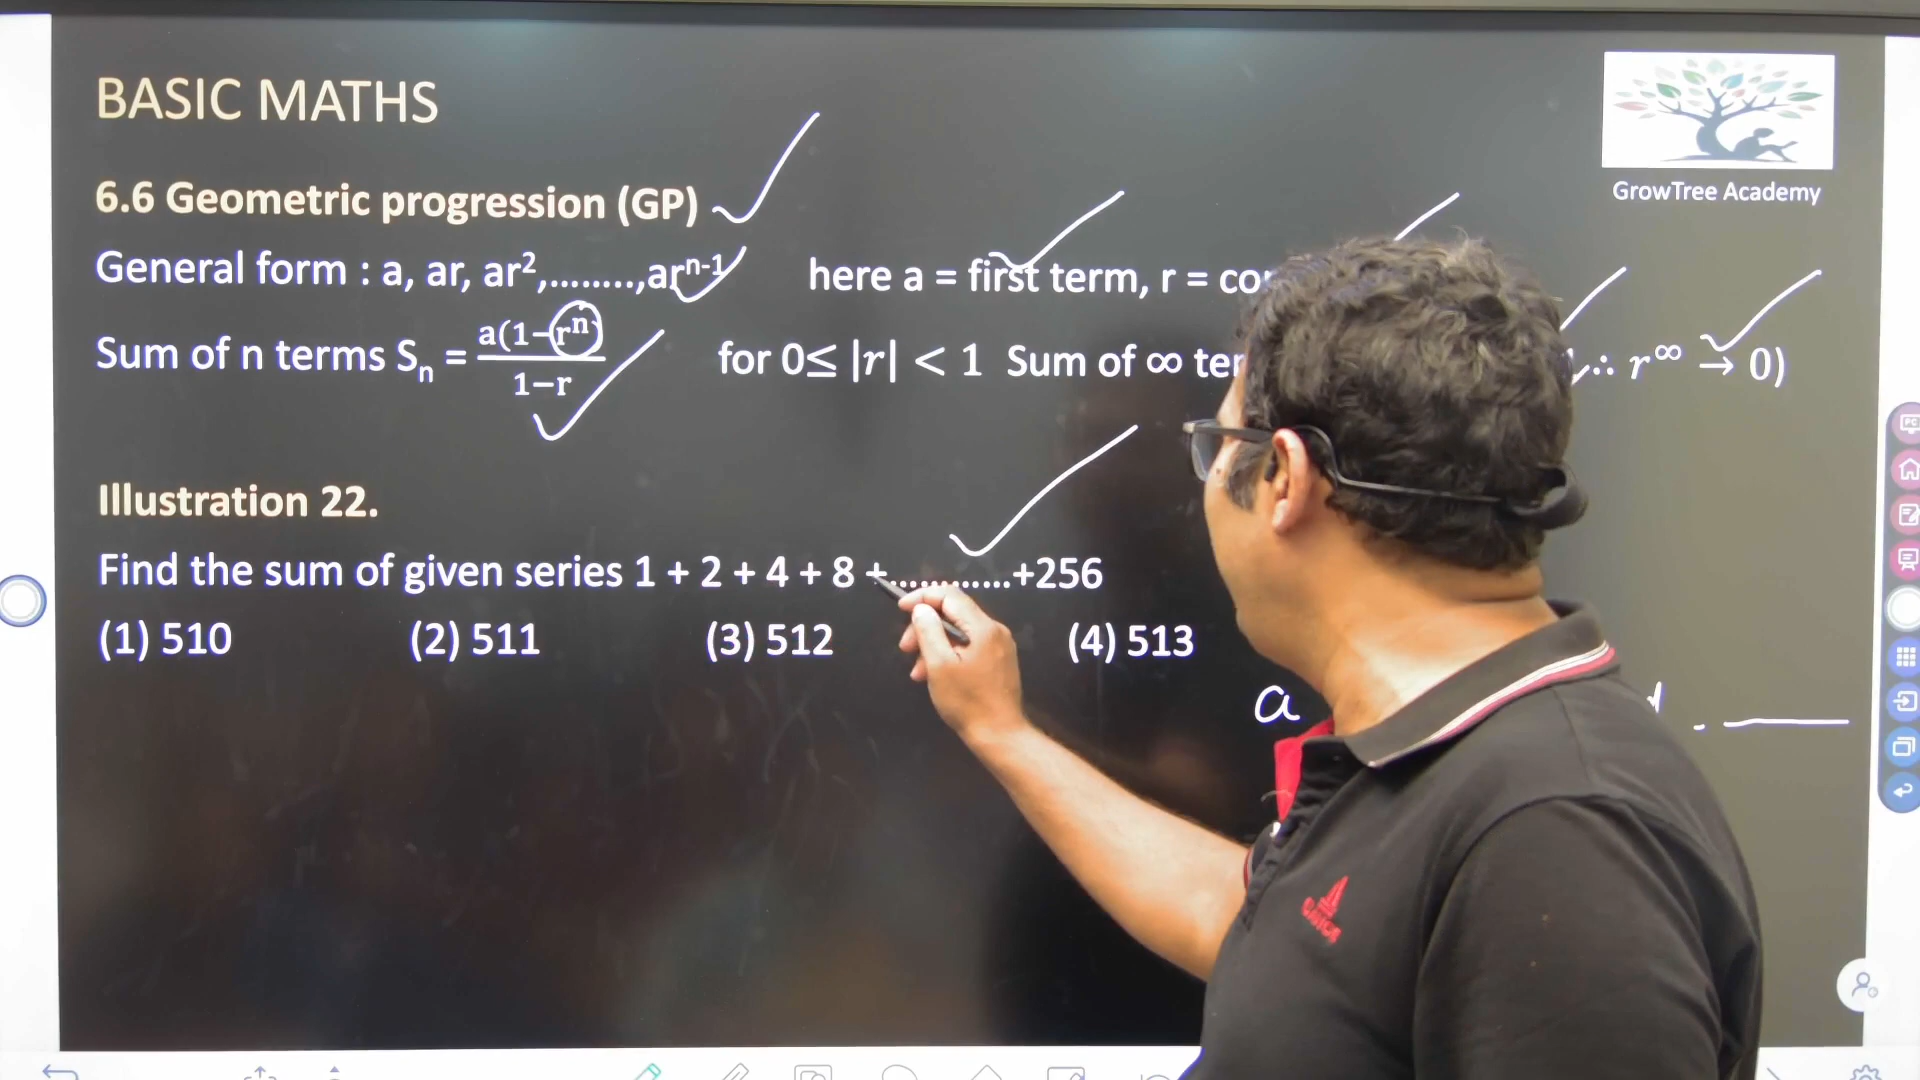 BASIC MATHS
GrowTree Academy
6.6 Geometric progression (GP)
General form : a, ar, ar²,........,arⁿ⁻¹ here a = first term, r =
Sum of n terms Sₙ = a(1−rⁿ)/1−r for 0≤ |r| < 1 Sum of ∞ ∴ r^∞ → 0)
Illustration 22.
Find the sum of given series 1 + 2 + 4 + 8 +............+256
(1) 510 (2) 511 (3) 512 (4) 513
a